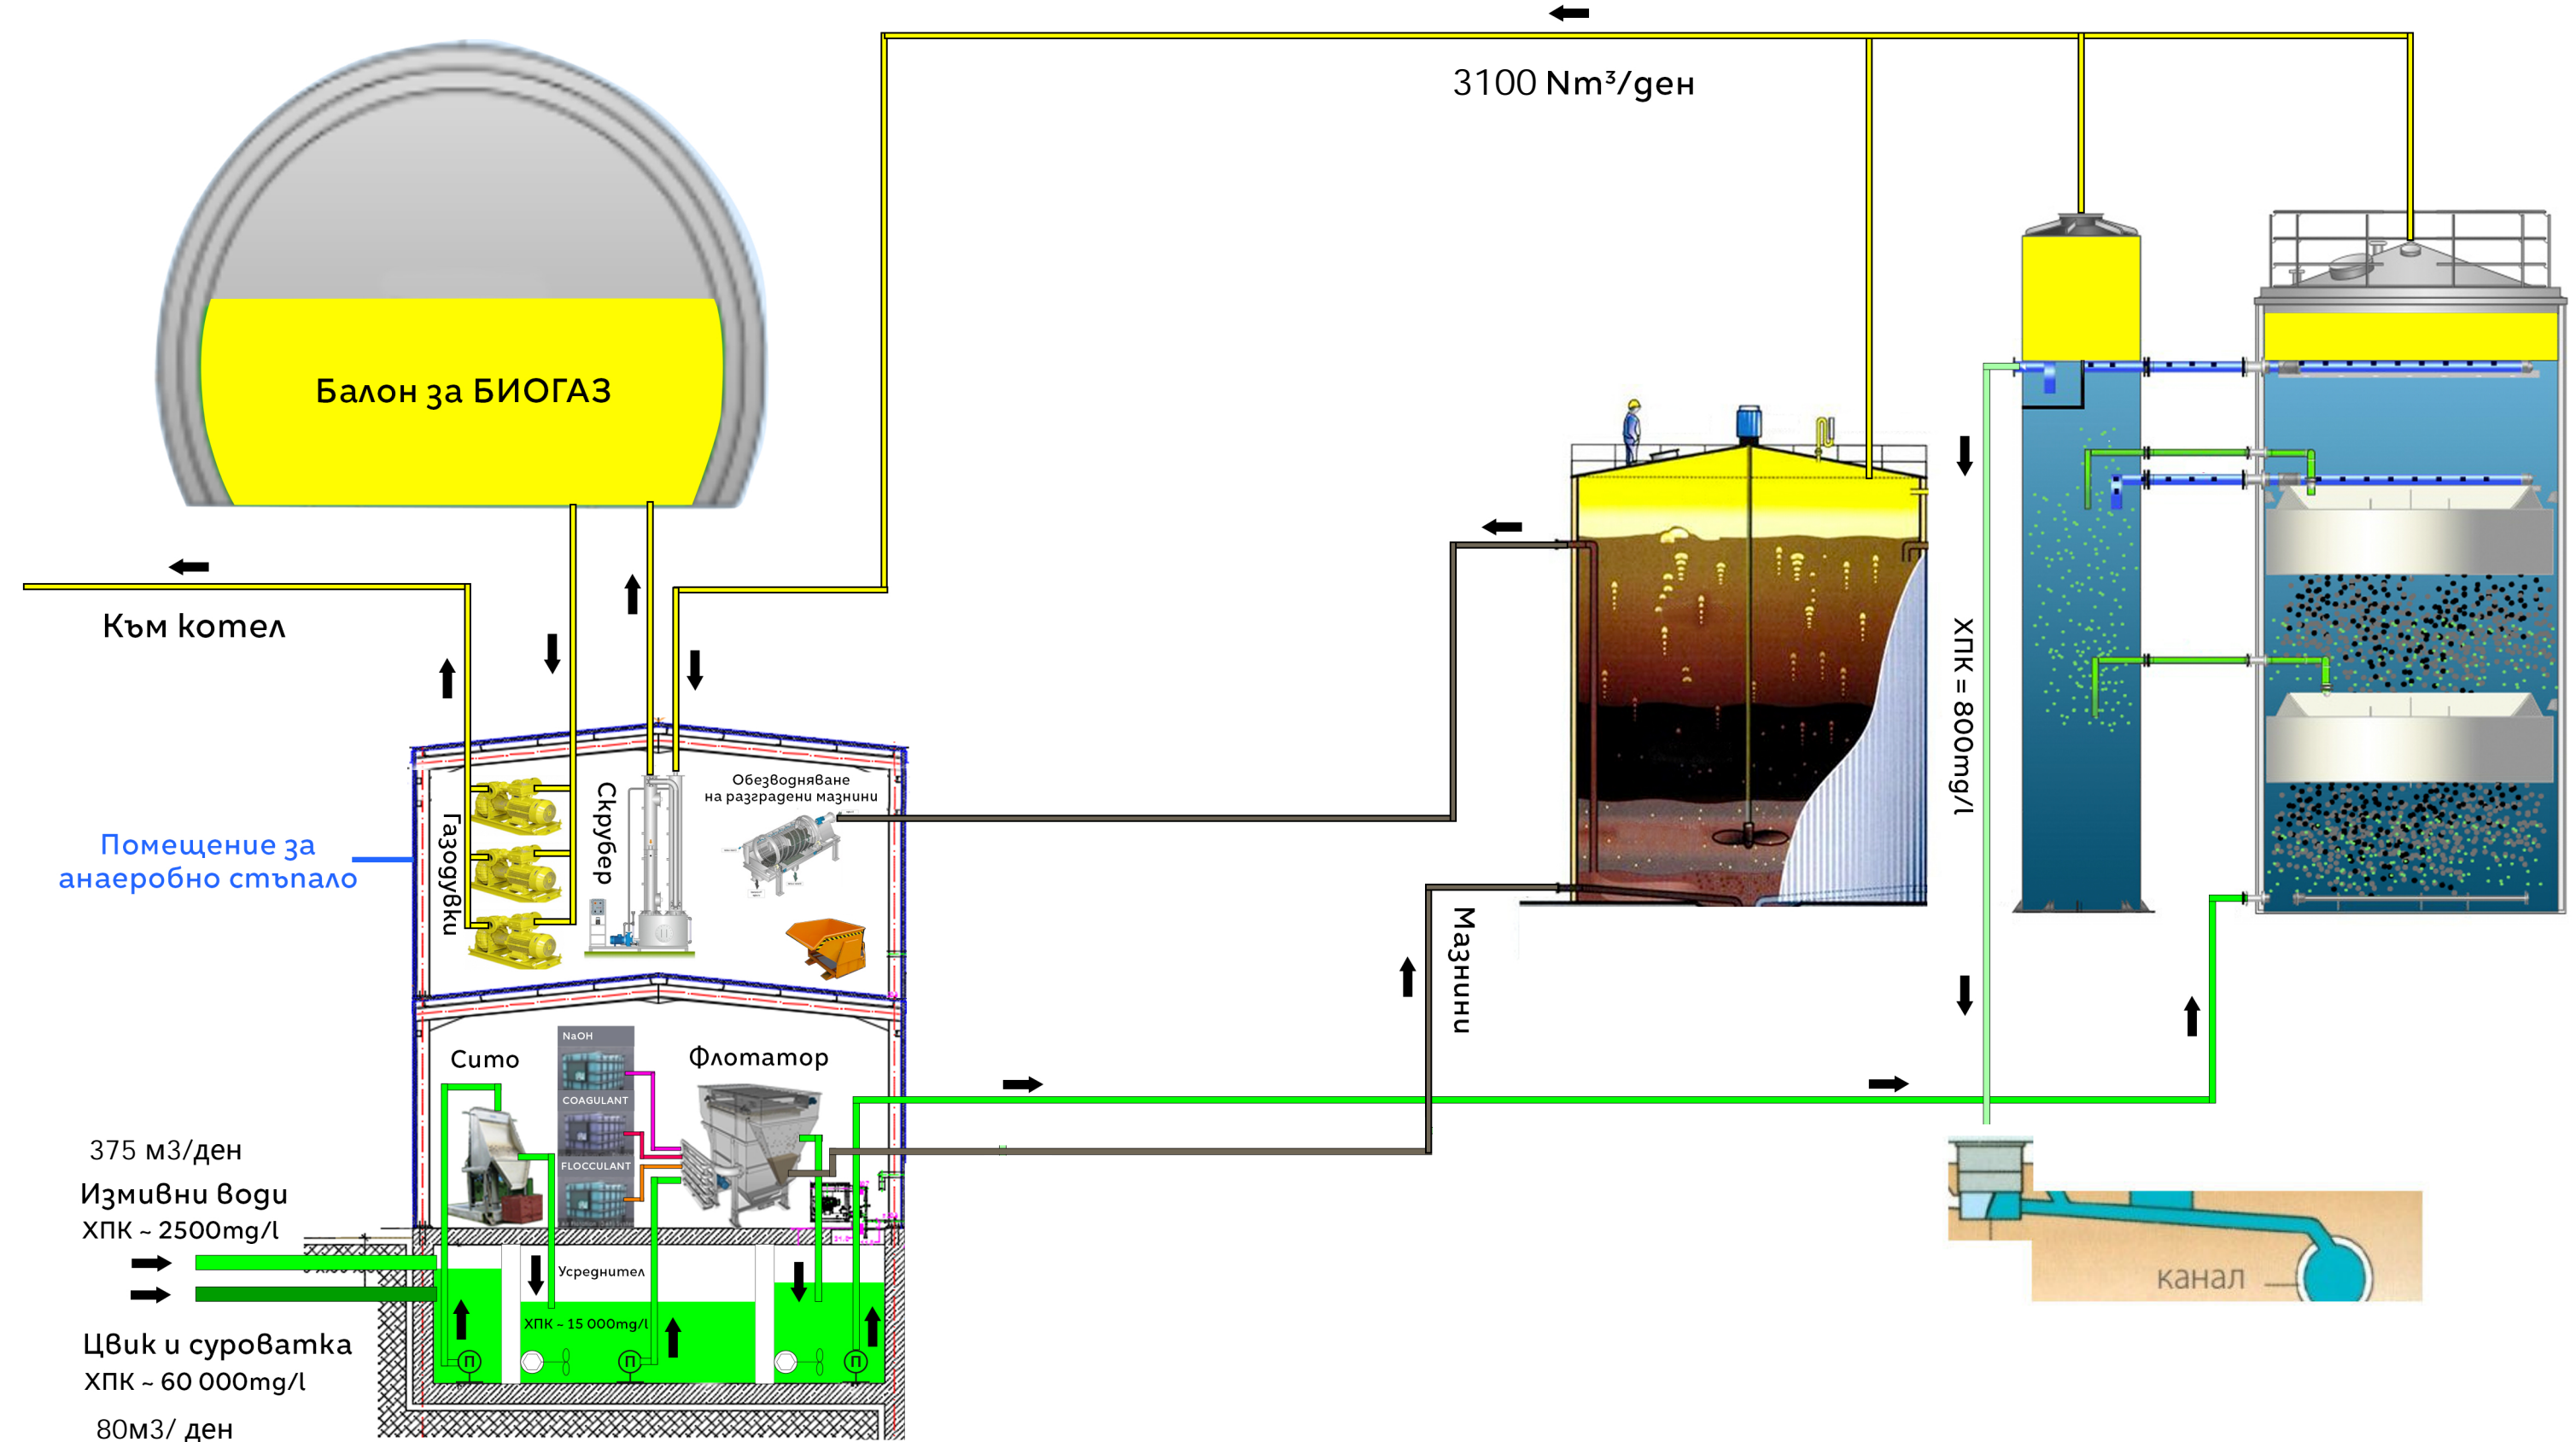 3100 Nm³/ден
Балон за БИОГАЗ
Към котел
ХПК = 800mg/l
Обезводняване
на разградени мазнини
Скрубер
Газодувки
Помещение за
анаеробно стъпало
Мазнини
NaOH
Сито
Флотатор
COAGULANT
FLOCCULANT
375 м3/ден
Измивни води
ХПК ~ 2500mg/l
Усреднител
канал
ХПК ~ 15 000mg/l
Цвик и суроватка
П
П
П
ХПК ~ 60 000mg/l
80м3/ ден